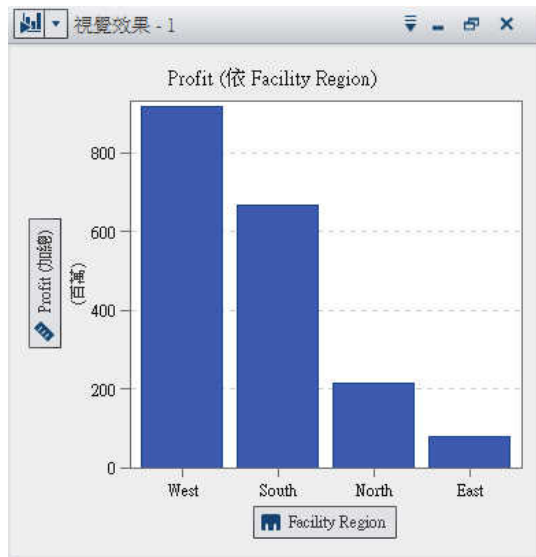 視覺效果 - 1
Profit (依 Facility Region)
Profit (加總)
(百萬)
800
600
400
200
0
West South North East
Facility Region